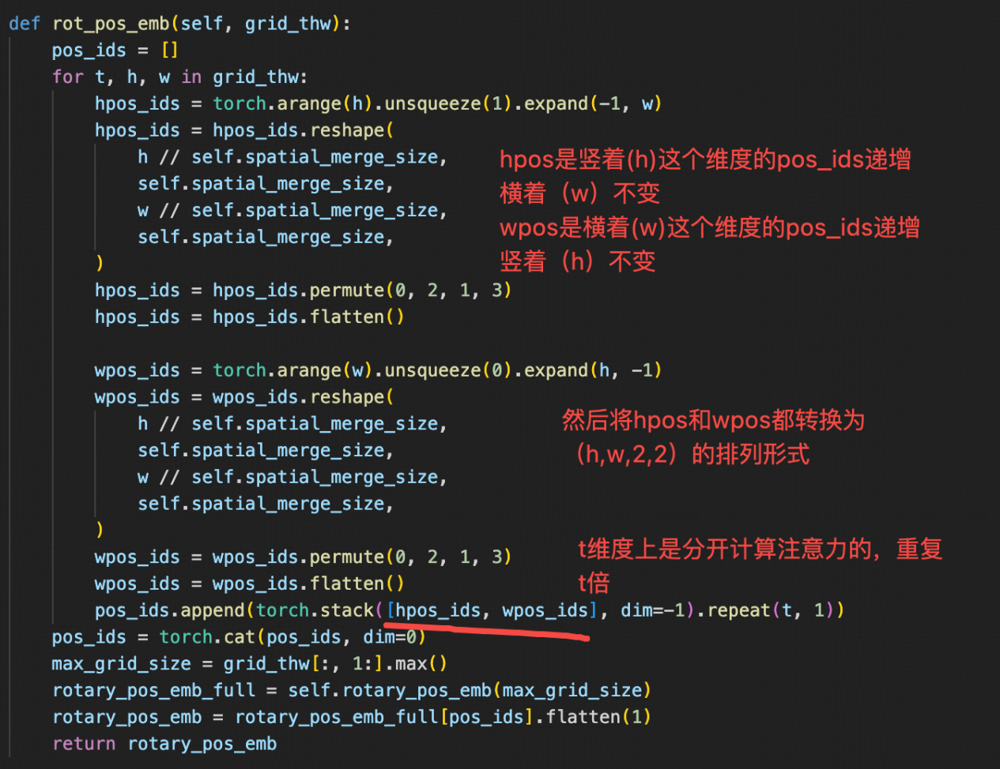 def rot_pos_emb(self, grid_thw):
    pos_ids = []
    for t, h, w in grid_thw:
        hpos_ids = torch.arange(h).unsqueeze(1).expand(-1, w)
        hpos_ids = hpos_ids.reshape(
            h // self.spatial_merge_size,
            self.spatial_merge_size,
            w // self.spatial_merge_size,
            self.spatial_merge_size,
        )
        hpos_ids = hpos_ids.permute(0, 2, 1, 3)
        hpos_ids = hpos_ids.flatten()
hpos是竖着(h)这个维度的pos_ids递增
横着（w）不变
wpos是横着(w)这个维度的pos_ids递增
竖着（h）不变
        wpos_ids = torch.arange(w).unsqueeze(0).expand(h, -1)
        wpos_ids = wpos_ids.reshape(
            h // self.spatial_merge_size,
            self.spatial_merge_size,
            w // self.spatial_merge_size,
            self.spatial_merge_size,
        )
        wpos_ids = wpos_ids.permute(0, 2, 1, 3)
        wpos_ids = wpos_ids.flatten()
然后将hpos和wpos都转换为
（h,w,2,2）的排列形式
t维度上是分开计算注意力的，重复
t倍
        pos_ids.append(torch.stack([hpos_ids, wpos_ids], dim=-1).repeat(t, 1))
    pos_ids = torch.cat(pos_ids, dim=0)
    max_grid_size = grid_thw[:, 1:].max()
    rotary_pos_emb_full = self.rotary_pos_emb(max_grid_size)
    rotary_pos_emb = rotary_pos_emb_full[pos_ids].flatten(1)
    return rotary_pos_emb